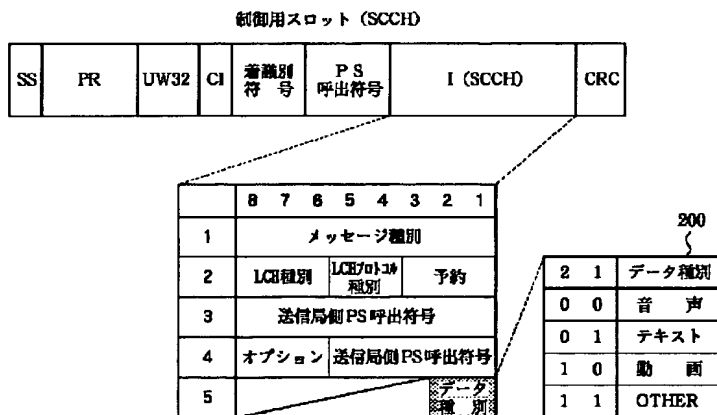 制御用スロット (SCCH)
SS PR UW32 CI 着識別符号 PS呼出符号 I (SCCH) CRC
8 7 6 5 4 3 2 1
1 メッセージ種別
2 LCH種別 LCHプロトコル種別 予約
3 送信局側PS呼出符号
4 オプション 送信局側PS呼出符号
5 データ種別
200
2 1 データ種別
0 0 音声
0 1 テキスト
1 0 動画
1 1 OTHER